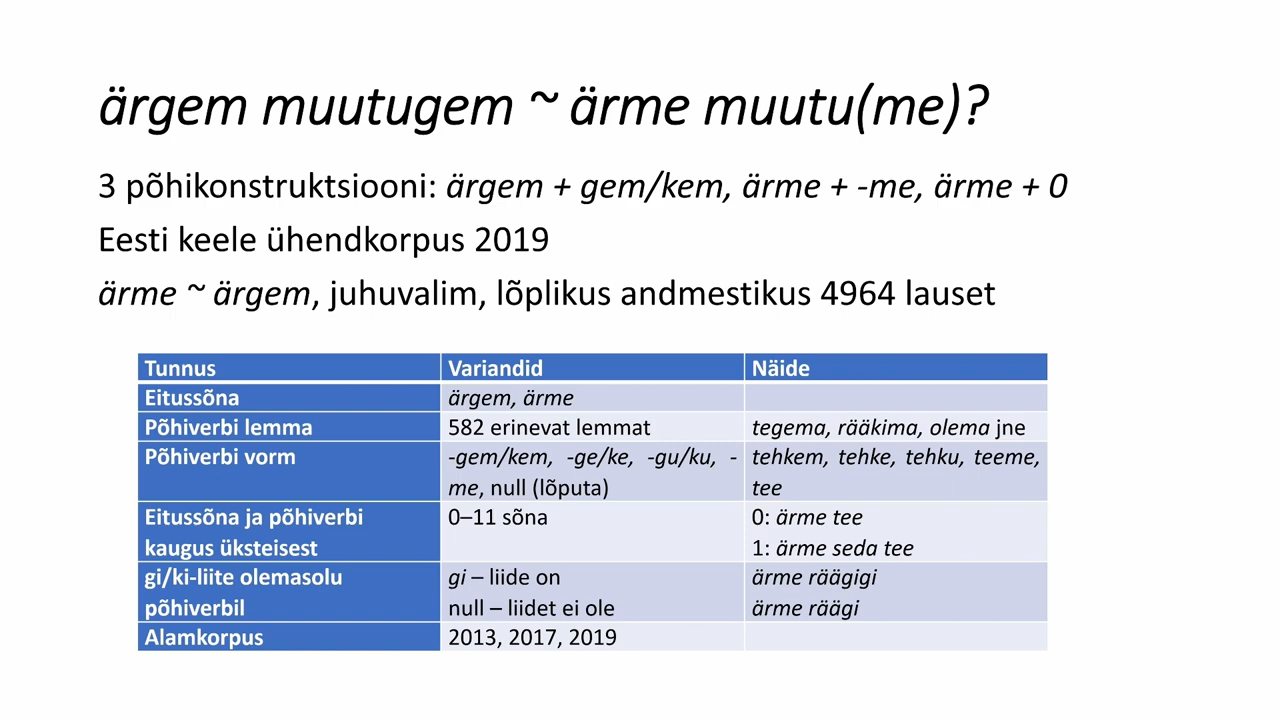 ärgem muutugem ~ ärme muutu(me)?
3 põhikonstruktsiooni: ärgem + gem/kem, ärme + -me, ärme + 0
Eesti keele ühendkorpus 2019
ärme ~ ärgem, juhuvalim, lõplikus andmestikus 4964 lauset
Tunnus Variandid Näide
Eitussõna ärgem, ärme
Põhiverbi lemma 582 erinevat lemmat tegema, rääkima, olema jne
Põhiverbi vorm -gem/kem, -ge/ke, -gu/ku, - tehkem, tehke, tehku, teeme,
me, null (lõputa) tee
Eitussõna ja põhiverbi 0–11 sõna 0: ärme tee
kaugus üksteisest 1: ärme seda tee
gi/ki-liite olemasolu gi – liide on ärme räägigi
põhiverbil null – liidet ei ole ärme räägi
Alamkorpus 2013, 2017, 2019